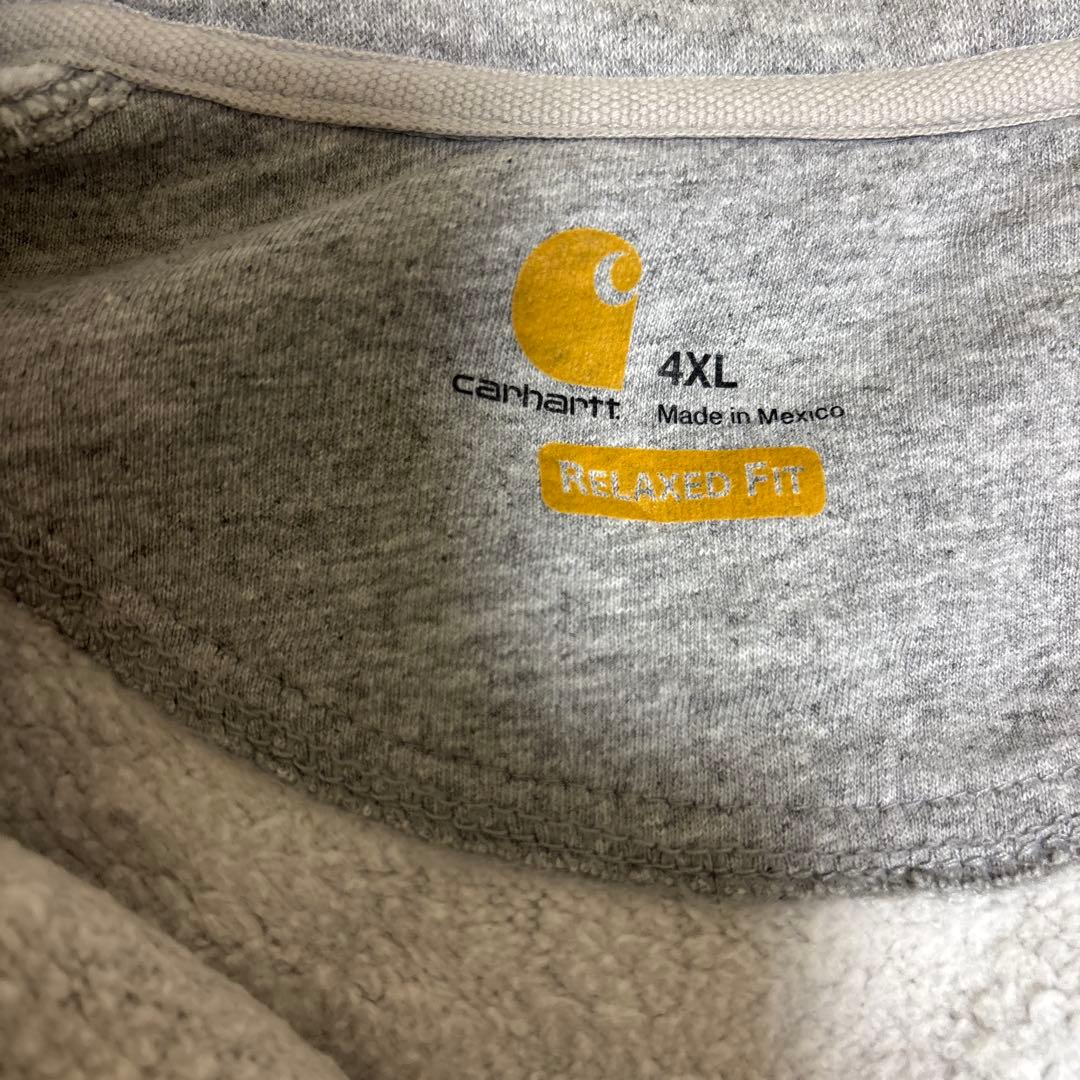 carhartt
4XL
Made in Mexico
RELAXED FIT